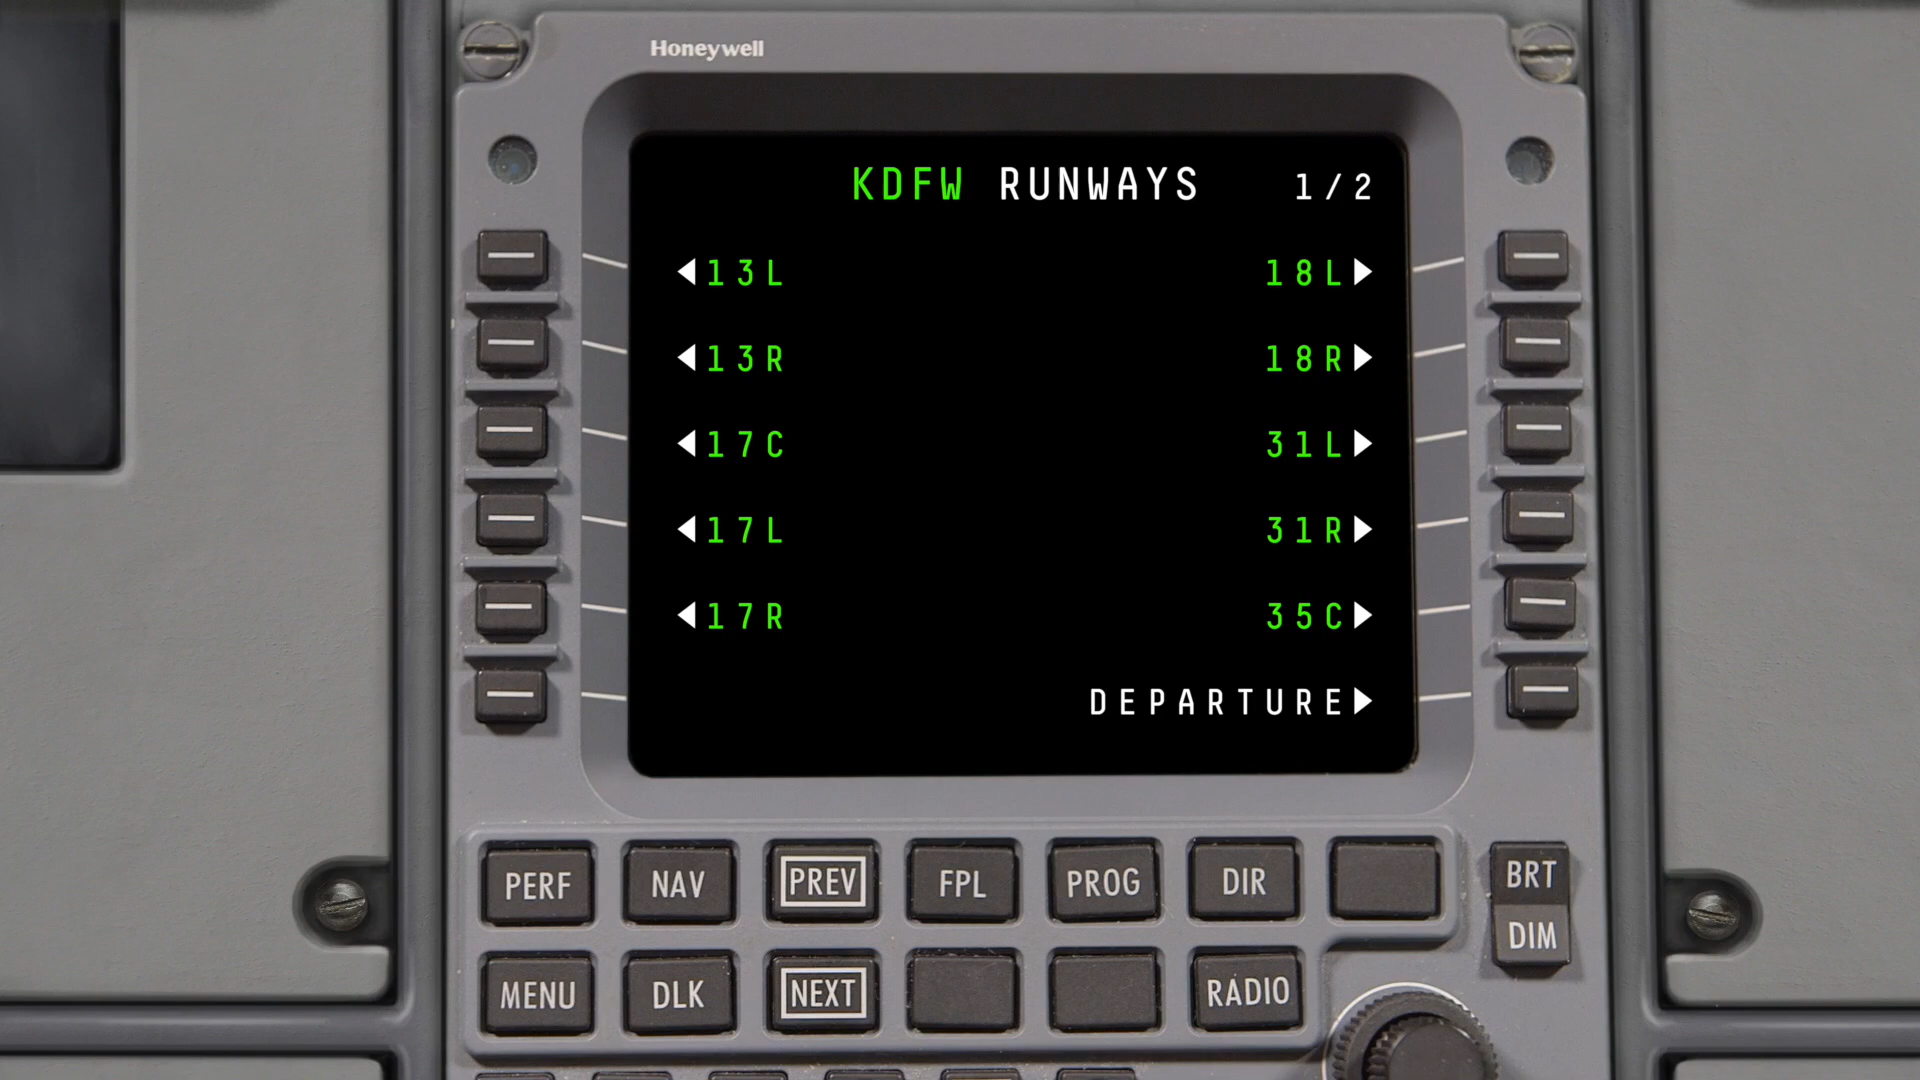 Honeywell
KDFW RUNWAYS 1/2
13L 18L
13R 18R
17C 31L
17L 31R
17R 35C
DEPARTURE
PERF NAV PREV FPL PROG DIR BRT
DIM
MENU DLK NEXT RADIO